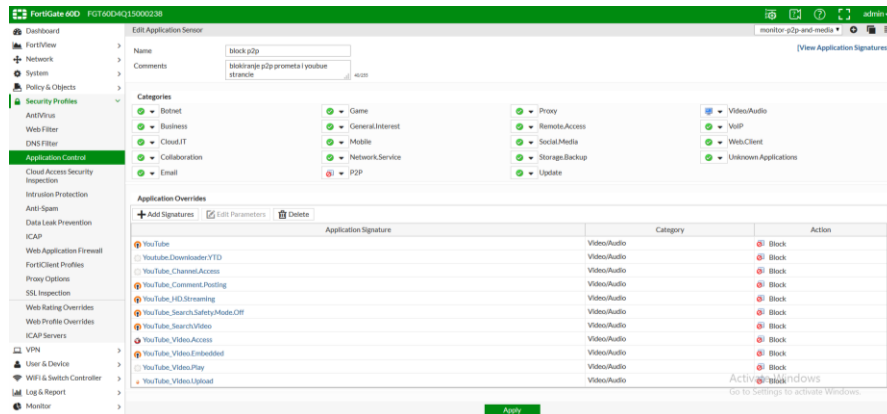 FortiGate 60D FGT60D4Q15000238
admin
Dashboard
FortiView
Network
System
Policy & Objects
Security Profiles
AntiVirus
Web Filter
DNS Filter
Application Control
Cloud Access Security
Inspection
Intrusion Protection
Anti-Spam
Data Leak Prevention
ICAP
Web Application Firewall
FortiClient Profiles
Proxy Options
SSL Inspection
Web Rating Overrides
Web Profile Overrides
ICAP Servers
VPN
User & Device
WiFi & Switch Controller
Log & Report
Monitor
Edit Application Sensor
monitor-p2p-and-media
[View Application Signatures
Name block p2p
Comments blokiranje p2p prometa i youbue
strancie
Categories
Botnet Game Proxy Video/Audio
Business General.Interest Remote.Access VoIP
Cloud.IT Mobile Social.Media Web.Client
Collaboration Network.Service Storage.Backup Unknown Applications
Email P2P Update
Application Overrides
Add Signatures Edit Parameters Delete
Application Signature Category Action
YouTube Video/Audio Block
Youtube.Downloader.YTD Video/Audio Block
YouTube_Channel.Access Video/Audio Block
YouTube_Comment.Posting Video/Audio Block
YouTube_HD.Streaming Video/Audio Block
YouTube_Search.Safety.Mode.Off Video/Audio Block
YouTube_Search.Video Video/Audio Block
YouTube_Video.Access Video/Audio Block
YouTube_Video.Embedded Video/Audio Block
YouTube_Video.Play Video/Audio Block
YouTube_Video.Upload Video/Audio Block
Activate Windows
Go to Settings to activate Windows.
Apply